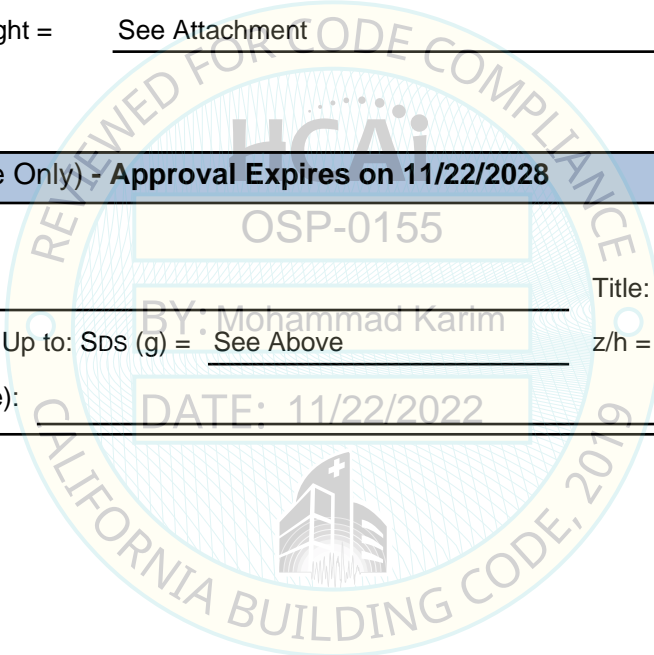 ght = See Attachment
REVIEWED FOR CODE COMPLIANCE
HCAi
e Only) - Approval Expires on 11/22/2028
OSP-0155
Title:
BY: Mohammad Karim
Up to: SDS (g) = See Above z/h =
e):
DATE: 11/22/2022
CALIFORNIA BUILDING CODE, 2019